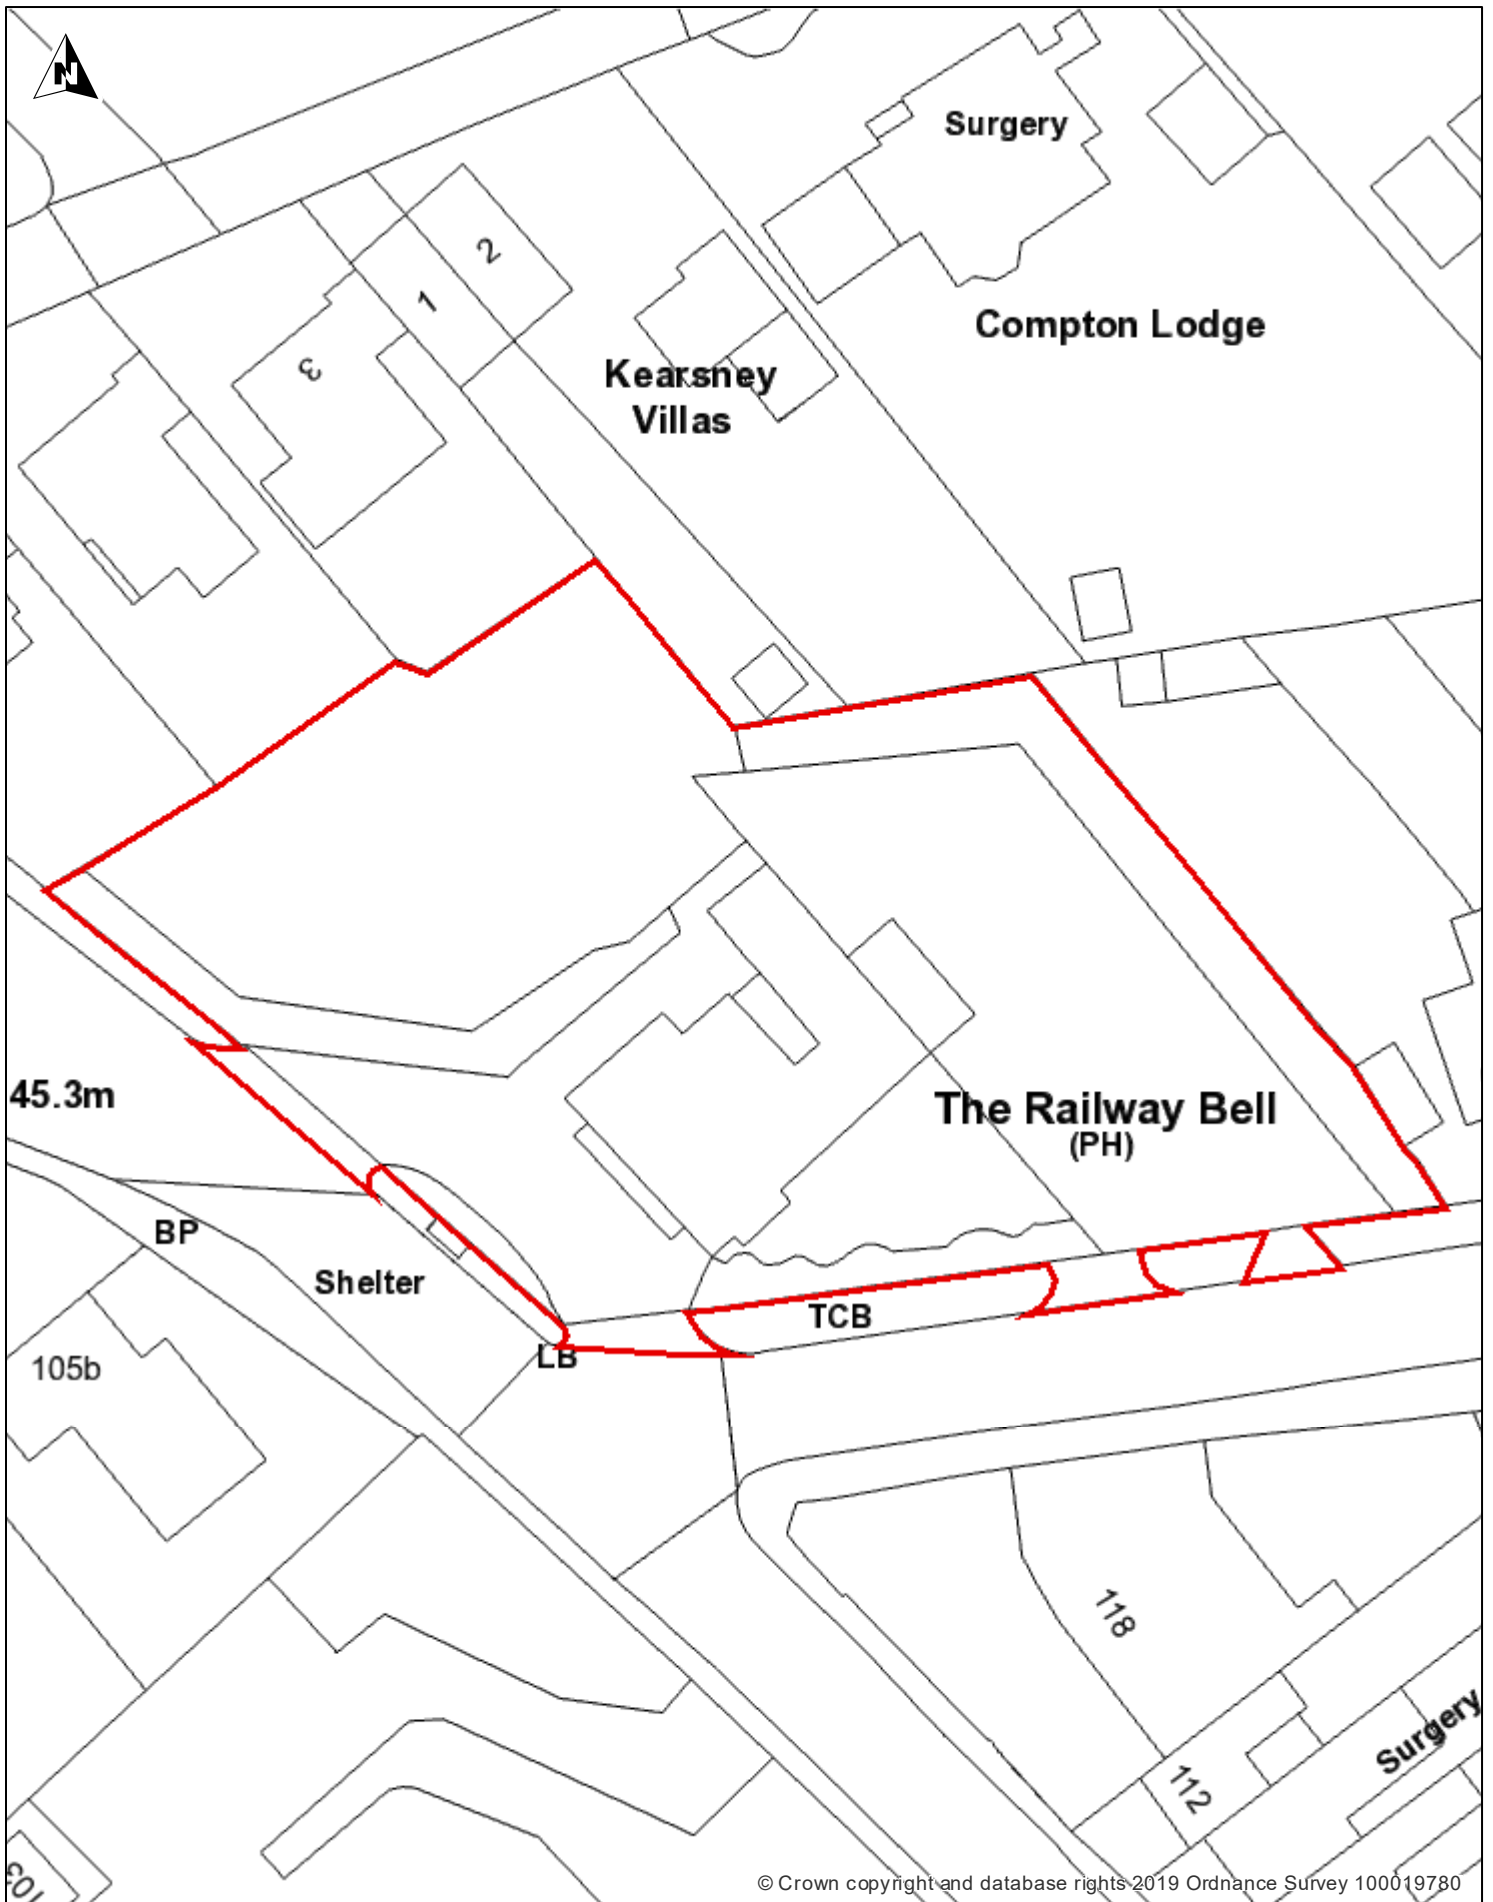 N
Surgery
2
1
Compton Lodge
3
Kearsney
Villas
45.3m
The Railway Bell
(PH)
BP
Shelter
TCB
LB
105b
118
Surgery
112
103
© Crown copyright and database rights 2019 Ordnance Survey 100019780